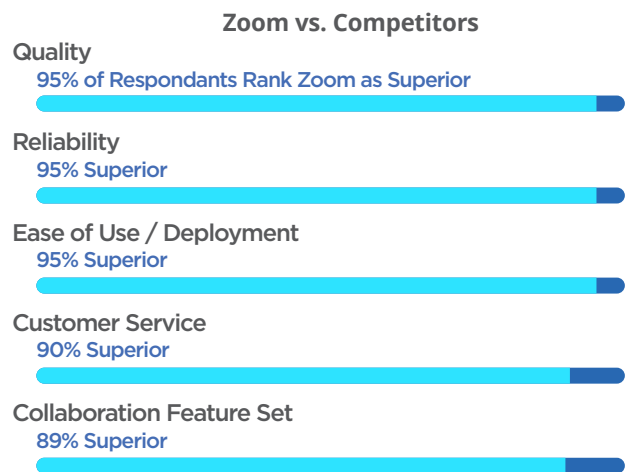 Zoom vs. Competitors
Quality
95% of Respondants Rank Zoom as Superior
Reliability
95% Superior
Ease of Use / Deployment
95% Superior
Customer Service
90% Superior
Collaboration Feature Set
89% Superior